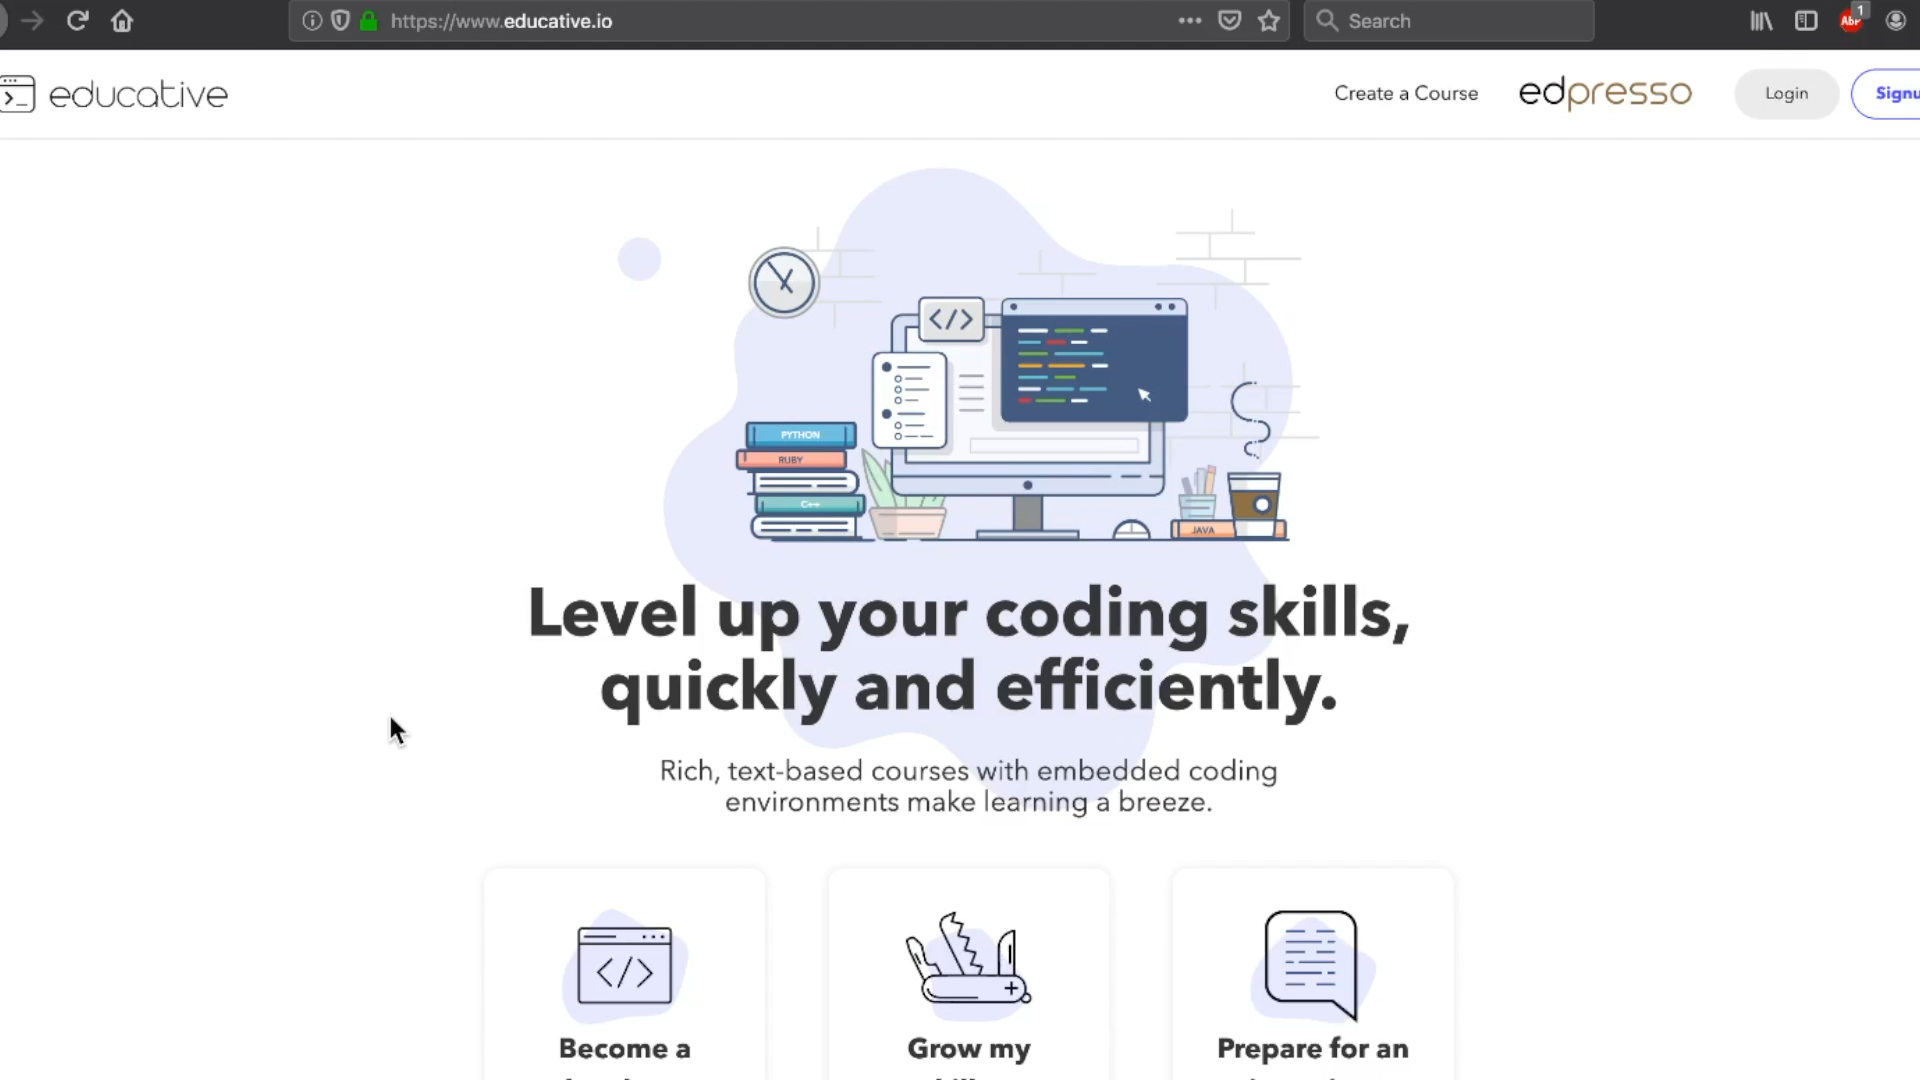 https://www.educative.io
Search
ABP
1
educative
Create a Course
edpresso
Login
</>
PYTHON
RUBY
C++
JAVA
Level up your coding skills,
quickly and efficiently.
Rich, text-based courses with embedded coding
environments make learning a breeze.
</>
Become a
Grow my
Prepare for an